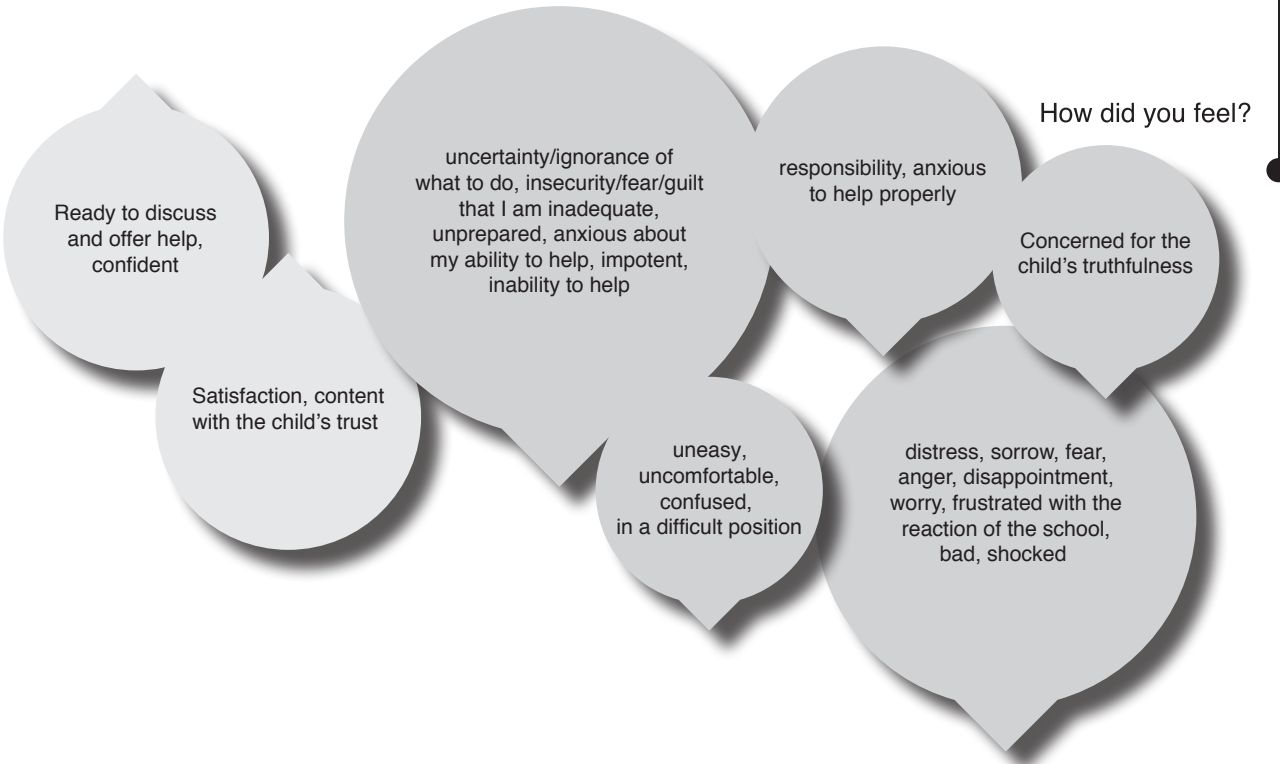 How did you feel?
Ready to discuss
and offer help,
confident
Satisfaction, content
with the child's trust
uncertainty/ignorance of
what to do, insecurity/fear/guilt
that I am inadequate,
unprepared, anxious about
my ability to help, impotent,
inability to help
uneasy,
uncomfortable,
confused,
in a difficult position
responsibility, anxious
to help properly
Concerned for the
child's truthfulness
distress, sorrow, fear,
anger, disappointment,
worry, frustrated with the
reaction of the school,
bad, shocked